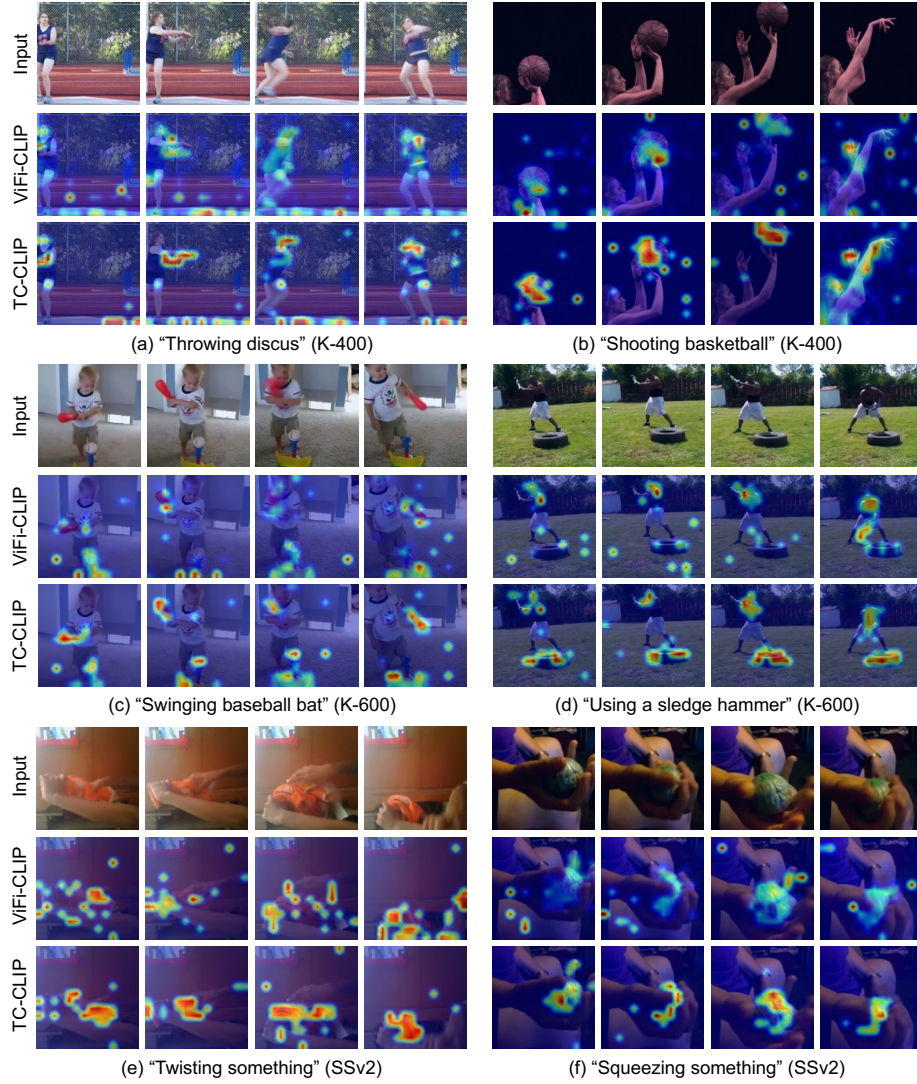 Input
ViFi-CLIP
TC-CLIP
(a) “Throwing discus” (K-400)
(b) “Shooting basketball” (K-400)
Input
ViFi-CLIP
TC-CLIP
(c) “Swinging baseball bat” (K-600)
(d) “Using a sledge hammer” (K-600)
Input
ViFi-CLIP
TC-CLIP
(e) “Twisting something” (SSv2)
(f) “Squeezing something” (SSv2)